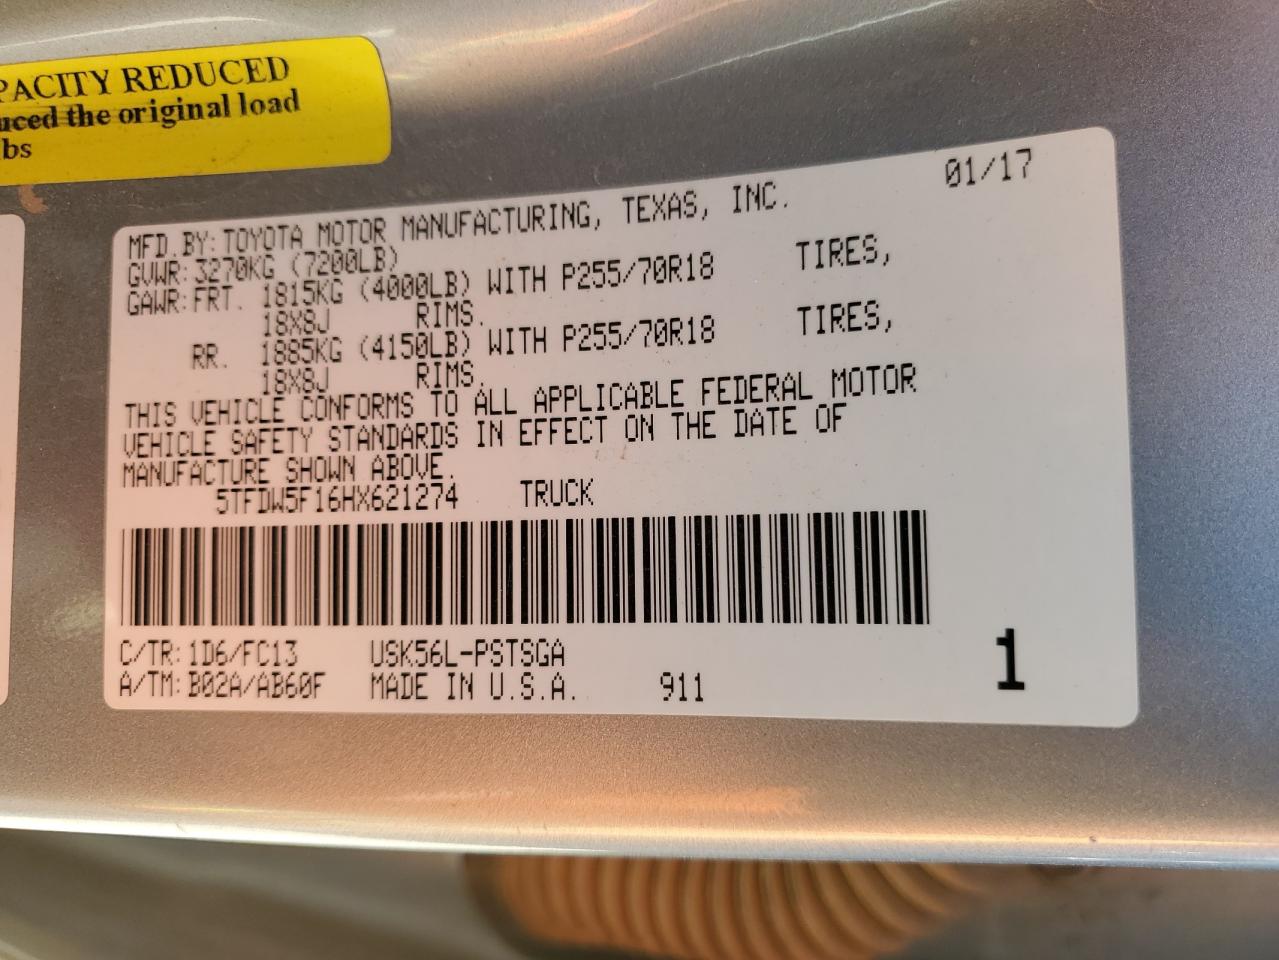 PACITY REDUCED
uced the original load
bs
01/17
MFD.BY:TOYOTA MOTOR MANUFACTURING, TEXAS, INC.
GVWR:3270KG (7200LB)
GAWR:FRT. 1815KG (4000LB) WITH P255/70R18 TIRES,
18X8J RIMS.
RR. 1885KG (4150LB) WITH P255/70R18 TIRES,
18X8J RIMS.
THIS VEHICLE CONFORMS TO ALL APPLICABLE FEDERAL MOTOR
VEHICLE SAFETY STANDARDS IN EFFECT ON THE DATE OF
MANUFACTURE SHOWN ABOVE.
5TFDW5F16HX621274 TRUCK
C/TR:1D6/FC13 USK56L-PSTSGA
A/TM:B02A/AB60F MADE IN U.S.A. 911
1